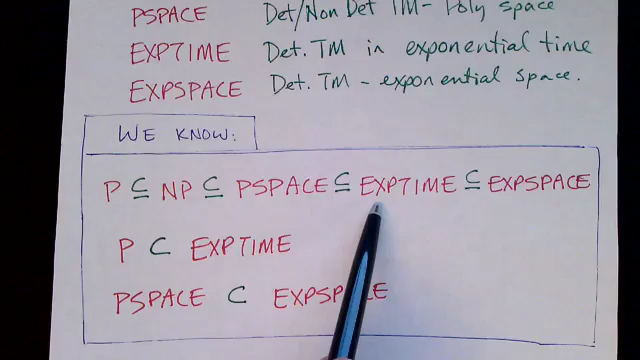 PSPACE Det/Non Det TM - Poly space
EXPTIME Det. TM in exponential time
EXPSPACE Det. TM - exponential space.
WE KNOW:
P ⊆ NP ⊆ PSPACE ⊆ EXPTIME ⊆ EXPSPACE
P ⊂ EXPTIME
PSPACE ⊂ EXPSPACE